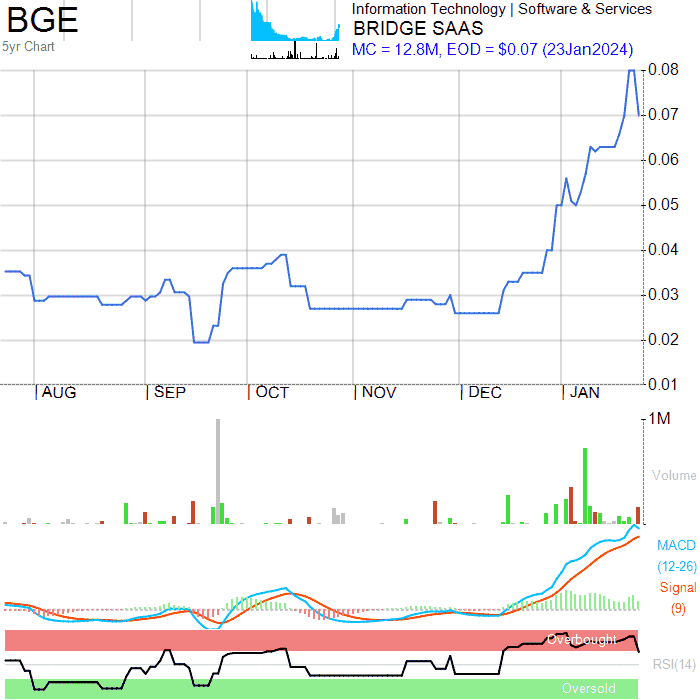 BGE
5yr Chart
Information Technology | Software & Services
BRIDGE SAAS
MC = 12.8M, EOD = $0.07 (23Jan2024)
0.08
0.07
0.06
0.05
0.04
0.03
0.02
0.01
AUG
SEP
OCT
NOV
DEC
JAN
1M
Volume
MACD
(12-26)
Signal
(9)
Overbought
RSI(14)
Oversold